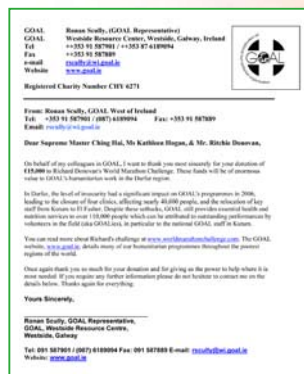 GOAL Ronan Scully, (GOAL Representative)
GOAL Westside Resource Center, Westside, Galway, Ireland
Tel ++353 91 587901 / ++353 87 6189094
Fax ++353 91 587889
e-mail rscully@wi.goal.ie
Website www.goal.ie
GOAL
Registered Charity Number CHY 6271
From: Ronan Scully, GOAL West of Ireland
Tel: +353 91 587901 / (087) 6189094 Fax: +353 91 587889
Email: rscully@wi.goal.ie
Dear Supreme Master Ching Hai, Ms Kathleen Hogan, & Mr. Ritchie Donovan,
On behalf of my colleagues in GOAL, I want to thank you most sincerely for your donation of
€15,000 to Richard Donovan's World Marathon Challenge. These funds will be of enormous
value to GOAL's humanitarian work in the Darfur region.
In Darfur, the level of insecurity had a significant impact on GOAL's programmes in 2006,
leading to the closure of four clinics, affecting nearly 40,000 people, and the relocation of key
staff from Kutum to El Fasher. Despite these setbacks, GOAL still provides essential health and
nutrition services to over 110,000 people which can be attributed to outstanding performances by
volunteers in the field (aka GOALies), in particular to the national GOAL staff in Kutum.
You can read more about Richard's challenge at www.worldmarathonchallenge.com. The GOAL
website, www.goal.ie, details many of our humanitarian programmes throughout the poorest
regions of the world.
Once again thank you so much for your donation and for giving us the power to help where it is
most needed. If you require any further information please do not hesitate to contact me on the
details below. Thanks again for everything.
Yours Sincerely,
Ronan Scully, GOAL Representative,
GOAL, Westside Resource Centre,
Westside, Galway
Tel: 091 587901 / (087) 6189094 Fax: 091 587889 E-mail: rscully@wi.goal.ie
Website: www.goal.ie